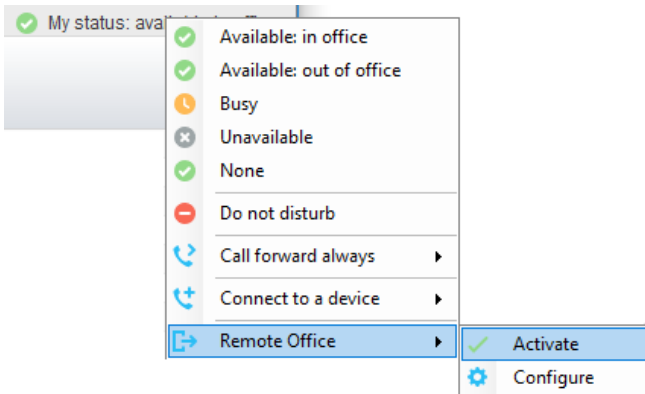 My status: ava
Available: in office
Available: out of office
Busy
Unavailable
None
Do not disturb
Call forward always
Connect to a device
Remote Office
Activate
Configure